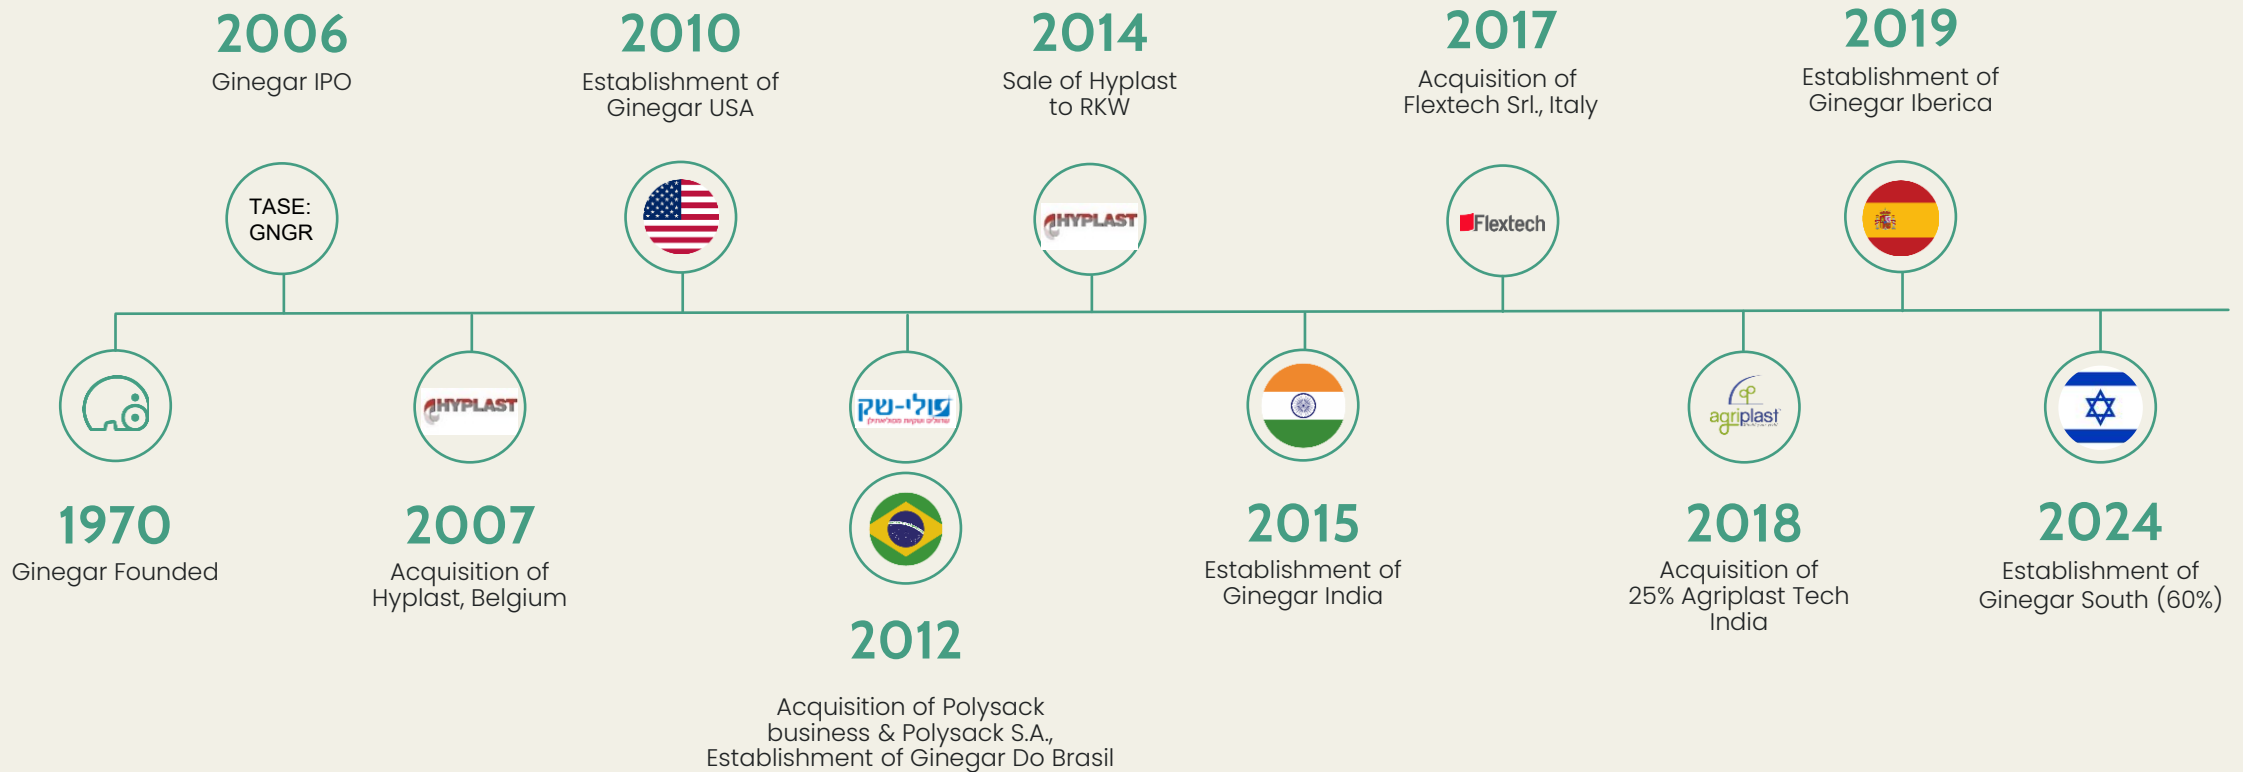 2006
Ginegar IPO
2010
Establishment of
Ginegar USA
2014
Sale of Hyplast
to RKW
2017
Acquisition of
Flextech Srl., Italy
2019
Establishment of
Ginegar Iberica
TASE:
GNGR
HYPLAST
Flextech
HYPLAST
פולי-שק
שרוולים ושקיות מפוליאתילן
agriplast
1970
Ginegar Founded
2007
Acquisition of
Hyplast, Belgium
2012
Acquisition of Polysack
business & Polysack S.A.,
Establishment of Ginegar Do Brasil
2015
Establishment of
Ginegar India
2018
Acquisition of
25% Agriplast Tech
India
2024
Establishment of
Ginegar South (60%)